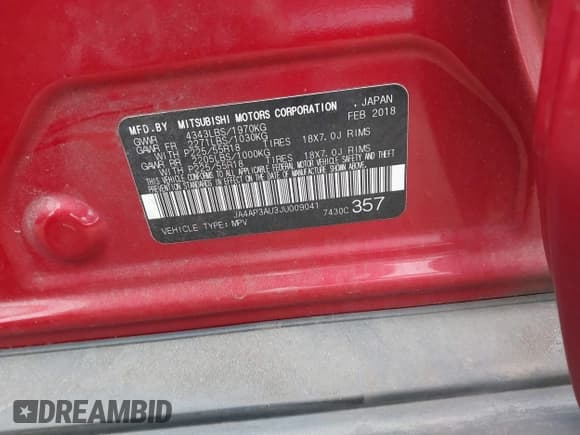 MFD.BY MITSUBISHI MOTORS CORPORATION , JAPAN
GVWR 4343LBS/1970KG FEB 2018
GAWR FR 2271LBS/1030KG
WITH P225/55R18 TIRES 18X7.0J RIMS
GAWR RR 2205LBS/1000KG
WITH P225/55R18 TIRES 18X7.0J RIMS
THIS VEHICLE CONFORMS TO ALL APPLICABLE FEDERAL MOTOR VEHICLE SAFETY AND THEFT
PREVENTION STANDARDS IN EFFECT ON THE DATE OF MANUFACTURE SHOWN ABOVE.
JA4AP3AU3JU009041 7430C 357
VEHICLE TYPE:MPV
DREAMBID